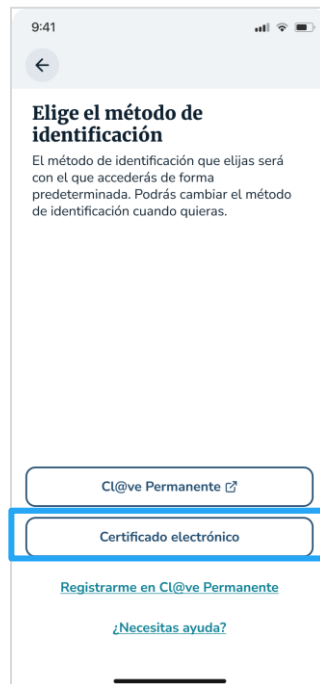 9:41
Elige el método de
identificación
El método de identificación que elijas será
con el que accederás de forma
predeterminada. Podrás cambiar el método
de identificación cuando quieras.
Cl@ve Permanente
Certificado electrónico
Registrarme en Cl@ve Permanente
¿Necesitas ayuda?